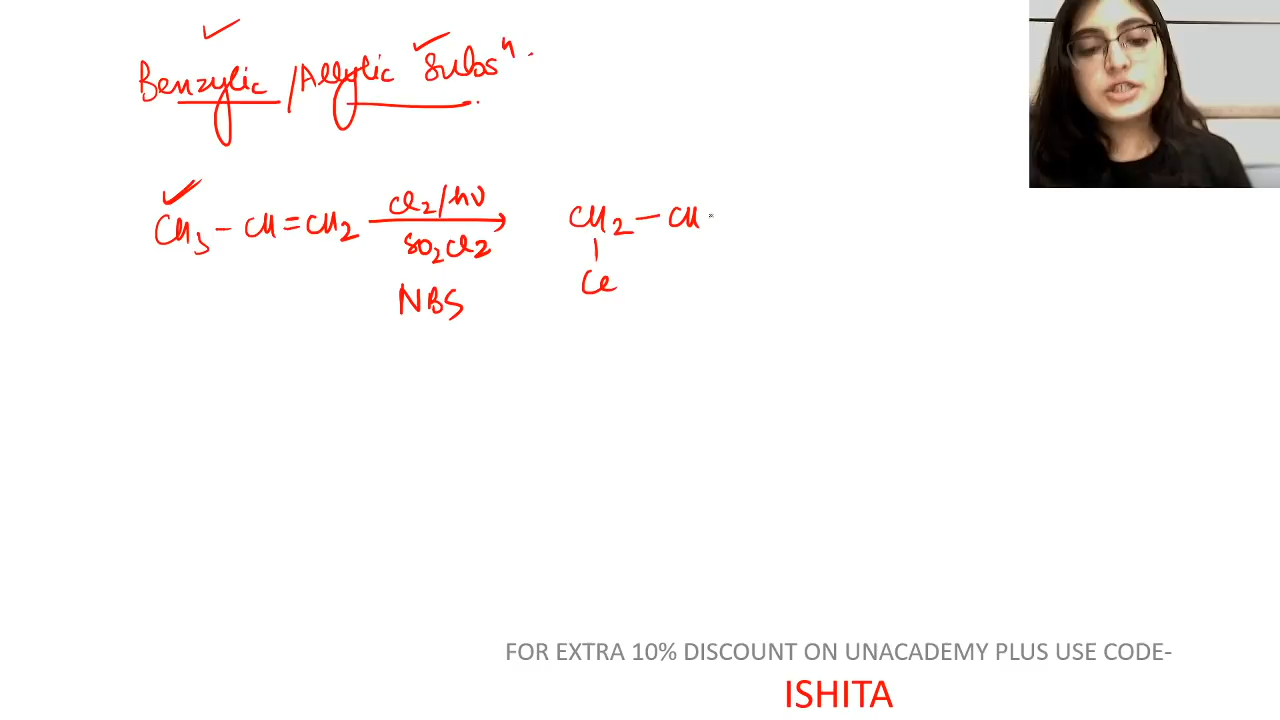 Benzylic / Allylic Subsⁿ.
CH₃ – CH = CH₂ Cl₂/hν CH₂ – CH
SO₂Cl₂ Cl
NBS
FOR EXTRA 10% DISCOUNT ON UNACADEMY PLUS USE CODE-
ISHITA